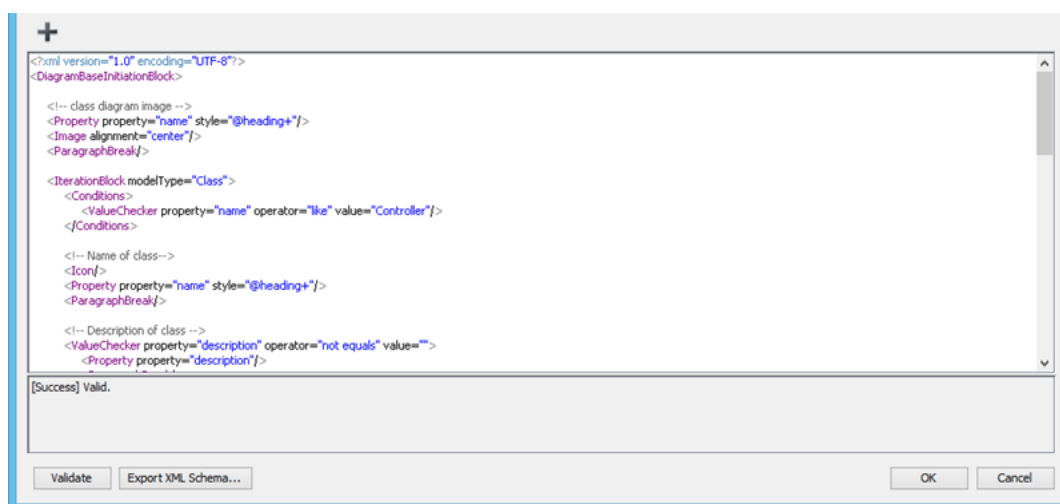 <?xml version="1.0" encoding="UTF-8"?>
<DiagramBaseInitiationBlock>
<!-- class diagram image -->
<Property property="name" style="@heading+"/>
<Image alignment="center"/>
<ParagraphBreak/>
<IterationBlock modelType="Class">
<Conditions>
<ValueChecker property="name" operator="like" value="Controller"/>
</Conditions>
<!-- Name of class-->
<Icon/>
<Property property="name" style="@heading+"/>
<ParagraphBreak/>
<!-- Description of class -->
<ValueChecker property="description" operator="not equals" value="">
<Property property="description"/>
[Success] Valid.
Validate Export XML Schema... OK Cancel